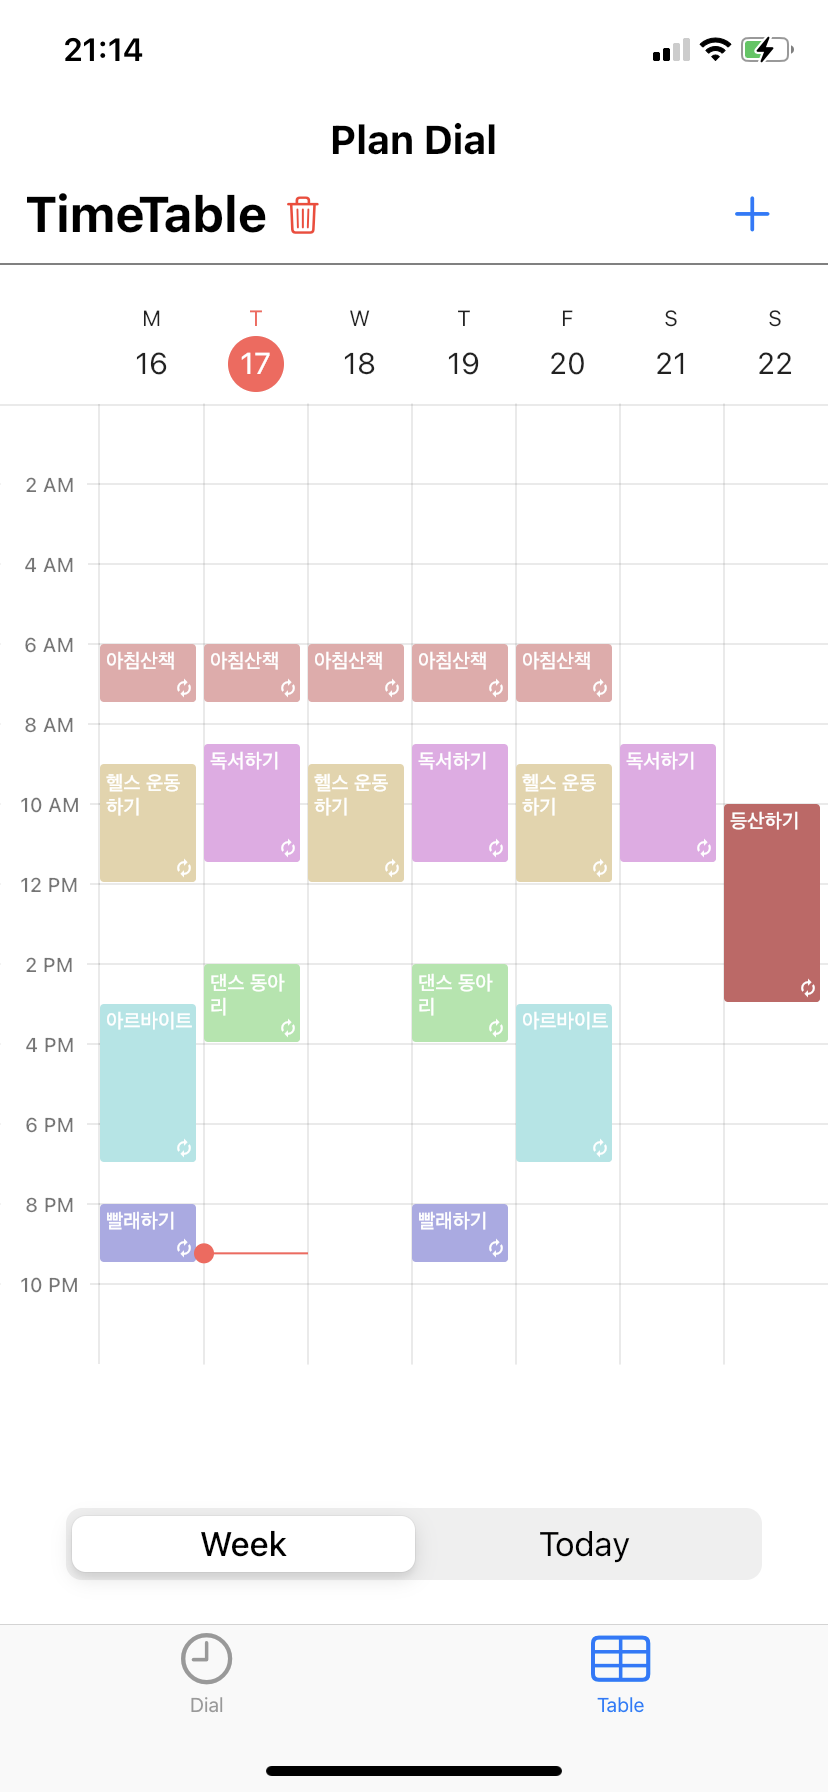 21:14
Plan Dial
TimeTable
M T W T F S S
16 17 18 19 20 21 22
2 AM
4 AM
6 AM
아침산책 아침산책 아침산책 아침산책 아침산책
8 AM
독서하기 독서하기 독서하기
헬스 운동
하기
헬스 운동
하기
헬스 운동
하기
10 AM
등산하기
12 PM
2 PM
댄스 동아
리
댄스 동아
리
아르바이트 아르바이트
4 PM
6 PM
8 PM
빨래하기 빨래하기
10 PM
Week Today
Dial Table